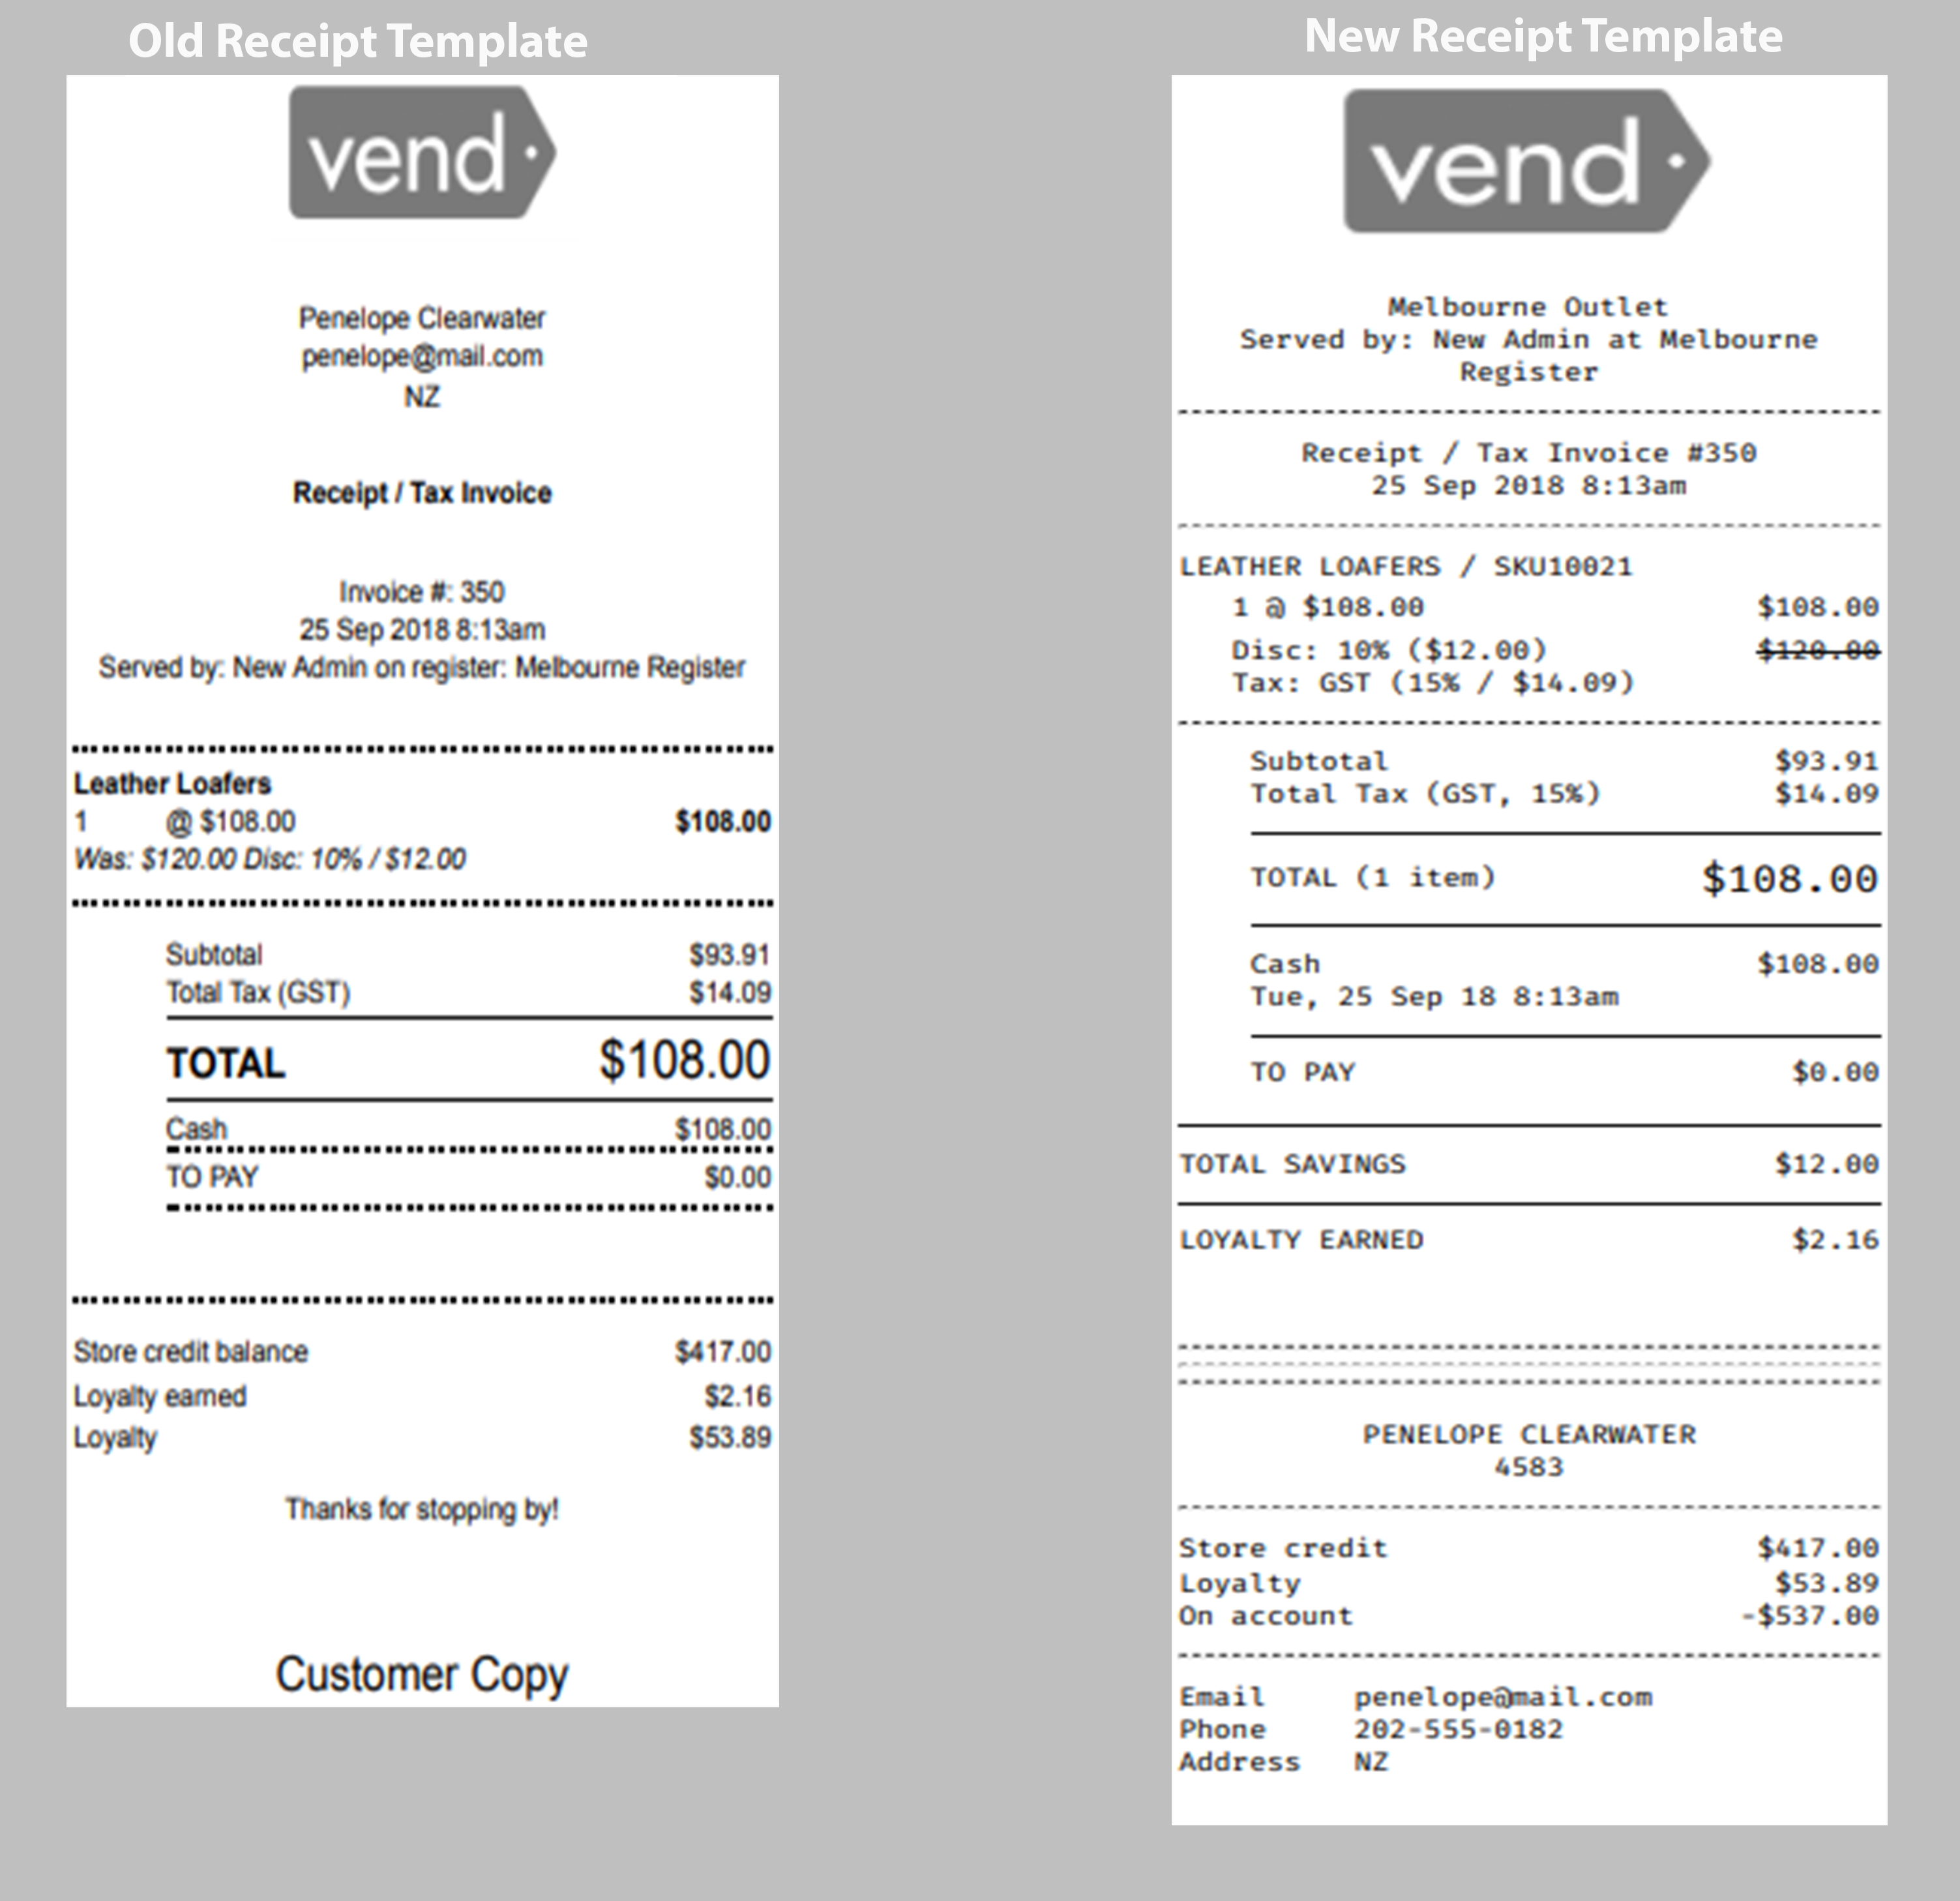 Old Receipt Template
vend
Penelope Clearwater
penelope@mail.com
NZ
Receipt / Tax Invoice
Invoice #: 350
25 Sep 2018 8:13am
Served by: New Admin on register: Melbourne Register
Leather Loafers
1 @ $108.00 $108.00
Was: $120.00 Disc: 10% / $12.00
Subtotal $93.91
Total Tax (GST) $14.09
TOTAL $108.00
Cash $108.00
TO PAY $0.00
Store credit balance $417.00
Loyalty earned $2.16
Loyalty $53.89
Thanks for stopping by!
Customer Copy
New Receipt Template
vend
Melbourne Outlet
Served by: New Admin at Melbourne
Register
Receipt / Tax Invoice #350
25 Sep 2018 8:13am
LEATHER LOAFERS / SKU10021
1 @ $108.00 $108.00
Disc: 10% ($12.00) $120.00
Tax: GST (15% / $14.09)
Subtotal $93.91
Total Tax (GST, 15%) $14.09
TOTAL (1 item) $108.00
Cash $108.00
Tue, 25 Sep 18 8:13am
TO PAY $0.00
TOTAL SAVINGS $12.00
LOYALTY EARNED $2.16
PENELOPE CLEARWATER
4583
Store credit $417.00
Loyalty $53.89
On account -$537.00
Email penelope@mail.com
Phone 202-555-0182
Address NZ